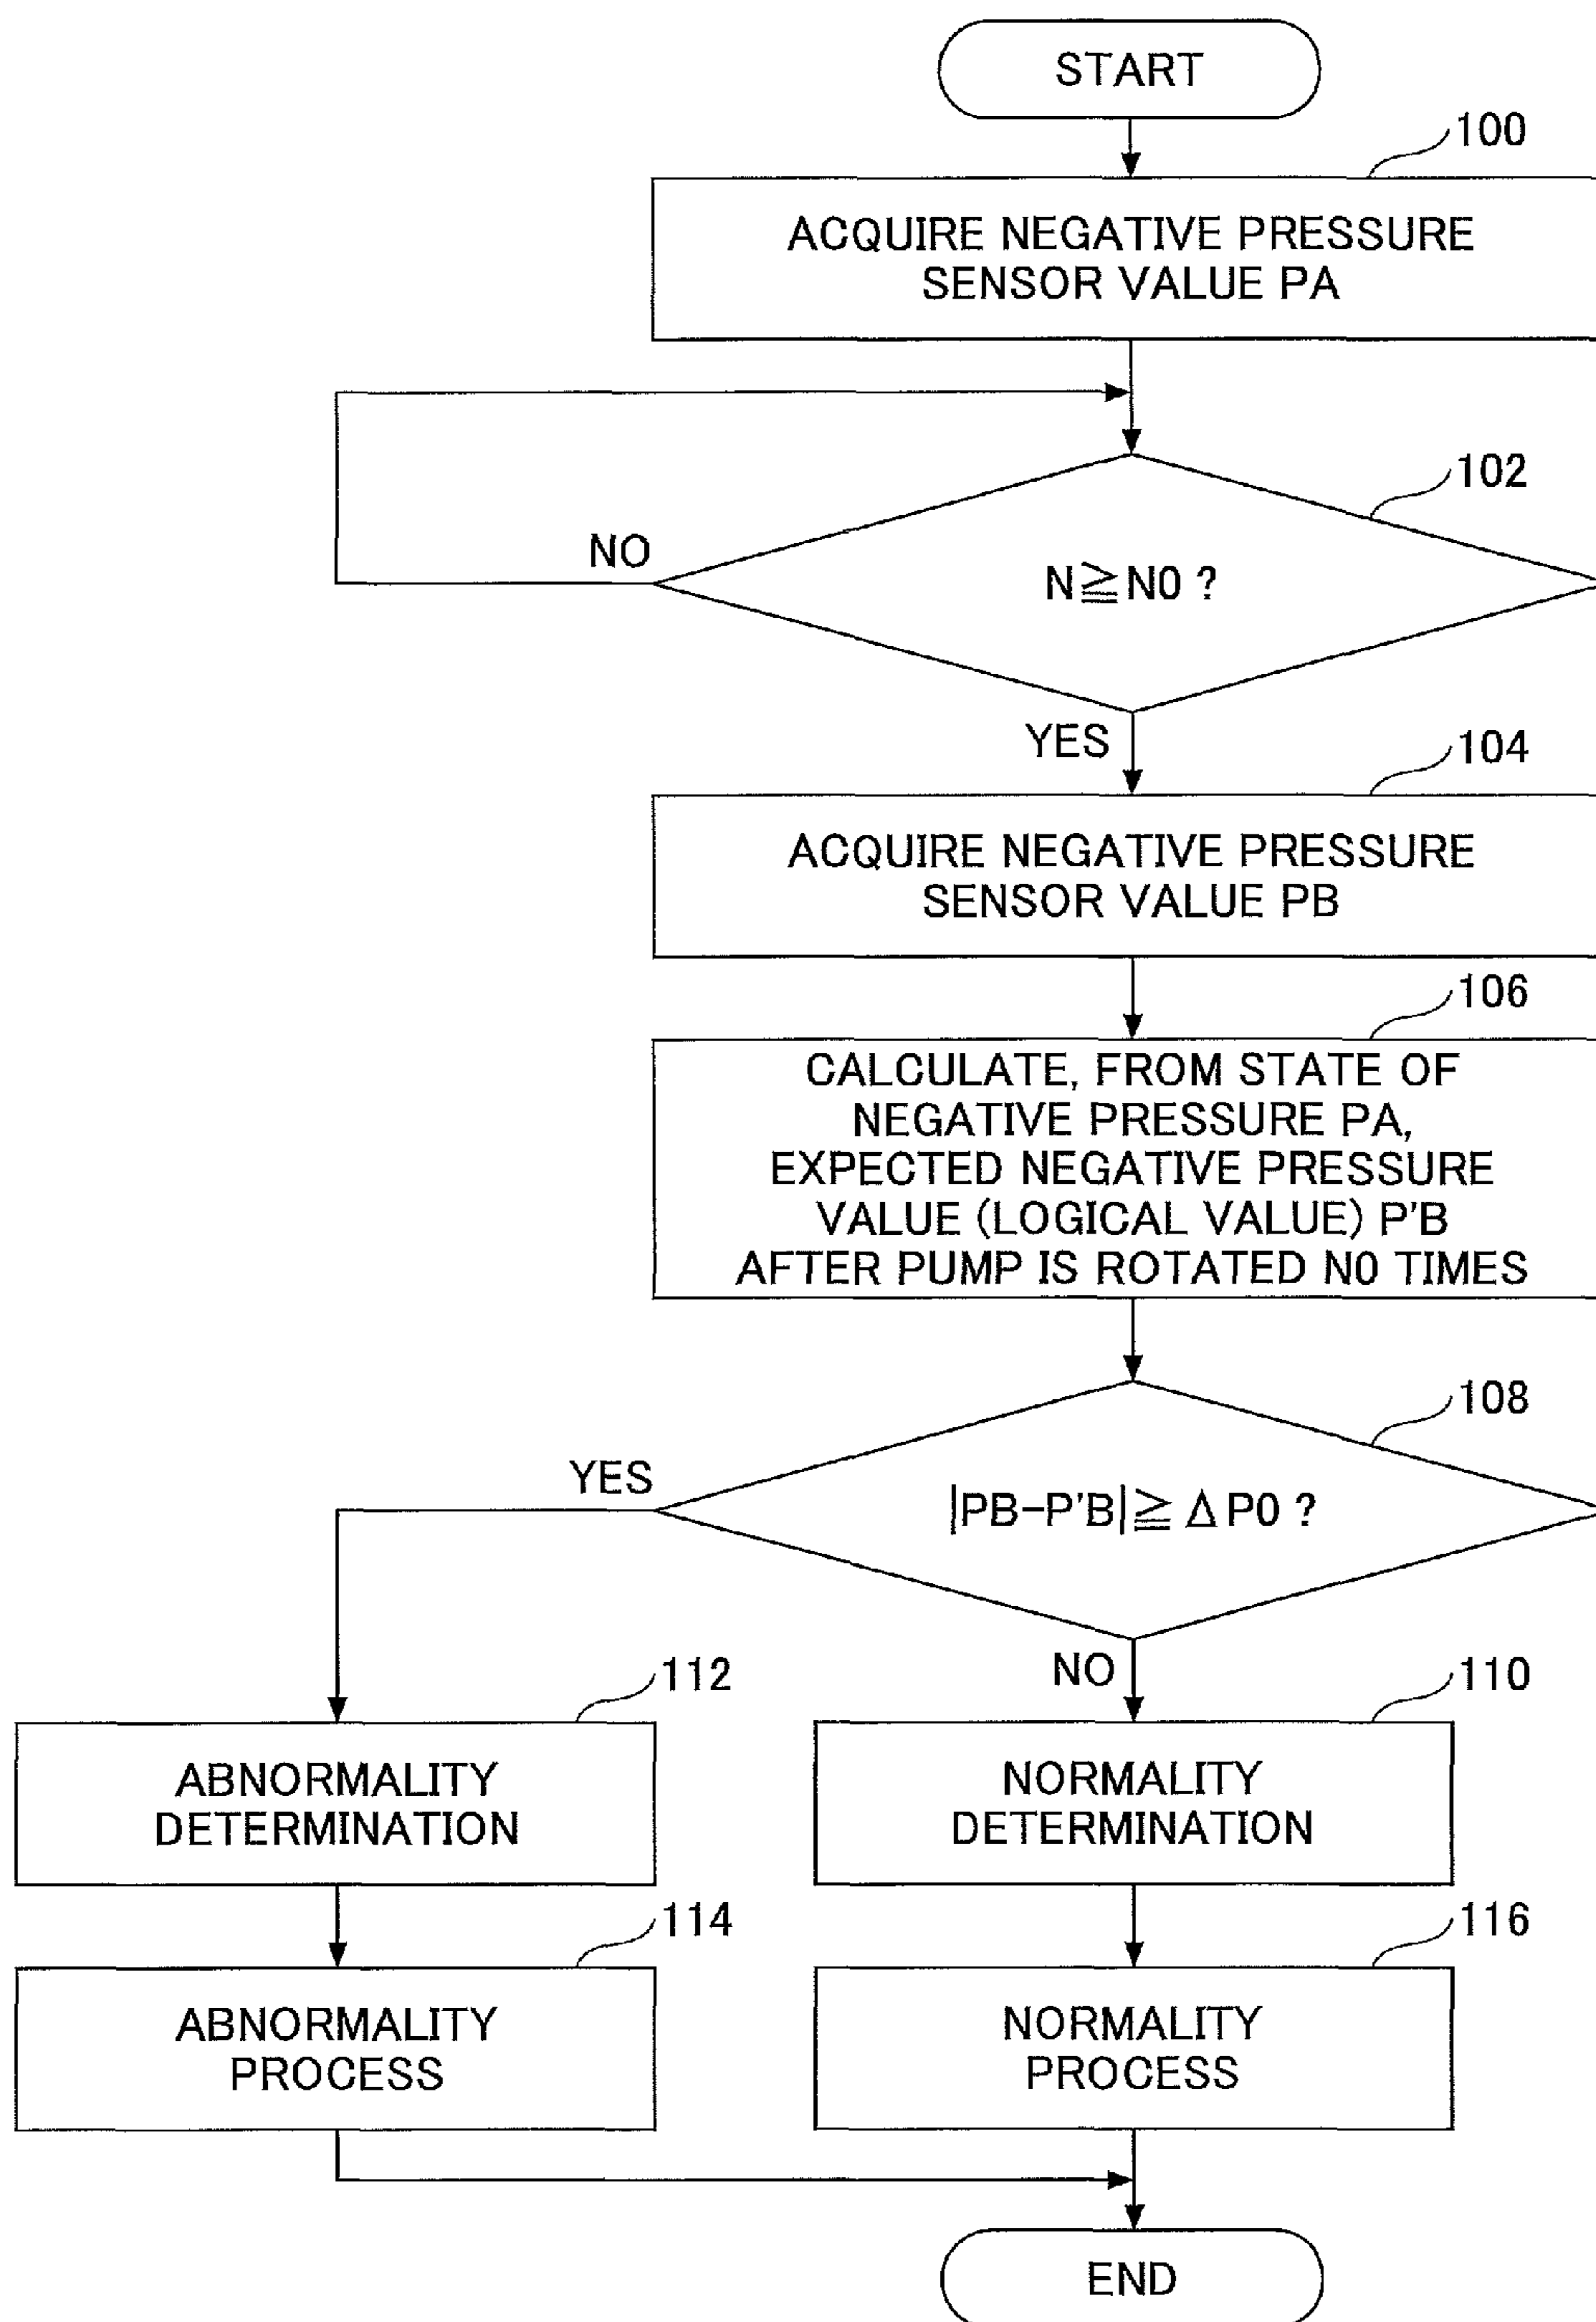 START
100
ACQUIRE NEGATIVE PRESSURE
SENSOR VALUE PA
102
NO
N≧N0 ?
YES
104
ACQUIRE NEGATIVE PRESSURE
SENSOR VALUE PB
106
CALCULATE, FROM STATE OF
NEGATIVE PRESSURE PA,
EXPECTED NEGATIVE PRESSURE
VALUE (LOGICAL VALUE) P'B
AFTER PUMP IS ROTATED N0 TIMES
108
YES
|PB-P'B|≧ Δ P0 ?
NO
112
110
ABNORMALITY
DETERMINATION
NORMALITY
DETERMINATION
114
116
ABNORMALITY
PROCESS
NORMALITY
PROCESS
END